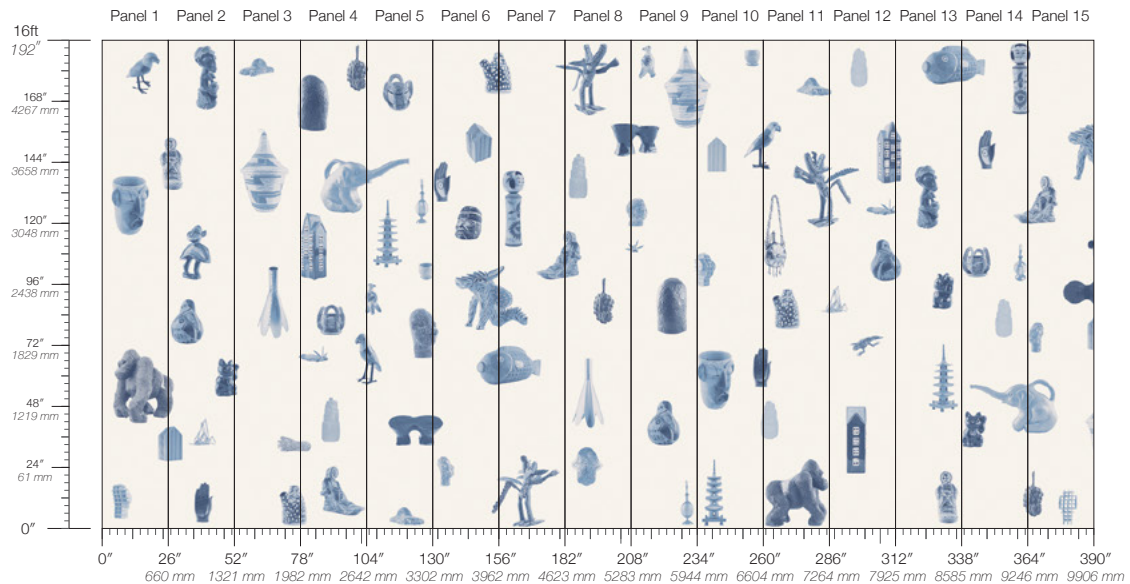 Panel 1 Panel 2 Panel 3 Panel 4 Panel 5 Panel 6 Panel 7 Panel 8 Panel 9 Panel 10 Panel 11 Panel 12 Panel 13 Panel 14 Panel 15
16ft
192″
168″
4267 mm
144″
3658 mm
120″
3048 mm
96″
2438 mm
72″
1829 mm
48″
1219 mm
24″
61 mm
0″
0″ 26″ 52″ 78″ 104″ 130″ 156″ 182″ 208″ 234″ 260″ 286″ 312″ 338″ 364″ 390″
660 mm 1321 mm 1982 mm 2642 mm 3302 mm 3962 mm 4623 mm 5283 mm 5944 mm 6604 mm 7264 mm 7925 mm 8585 mm 9246 mm 9906 mm